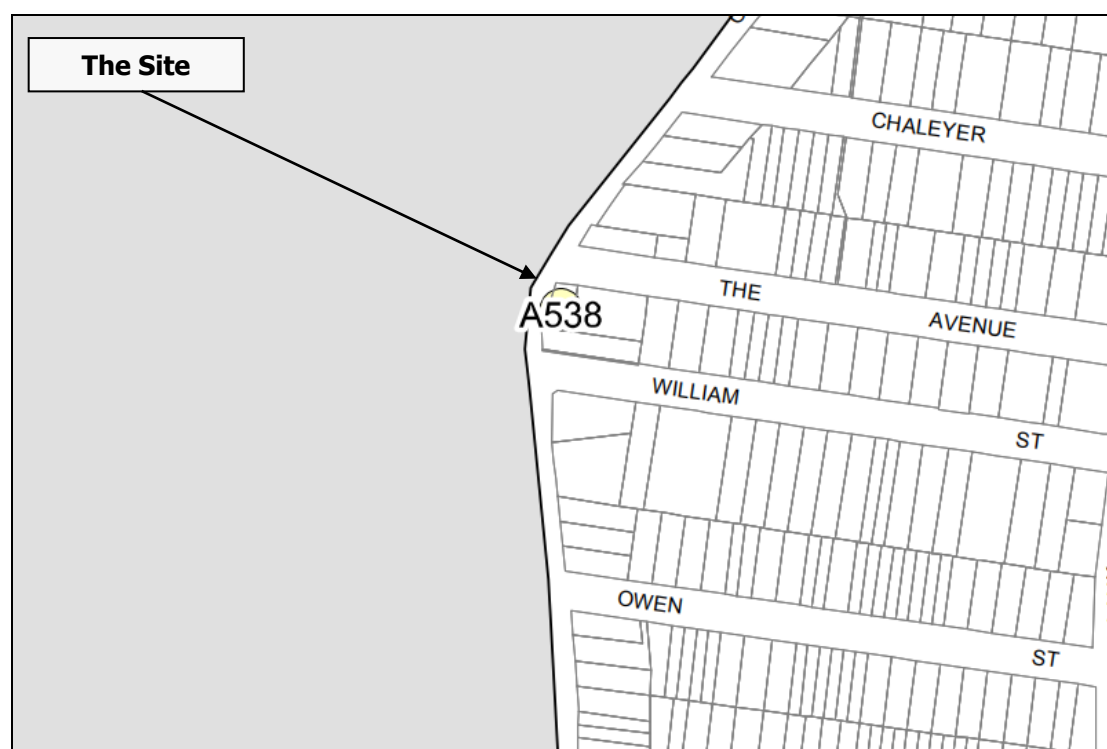 The Site
CHALEYER
THE
AVENUE
A538
WILLIAM
ST
OWEN
ST